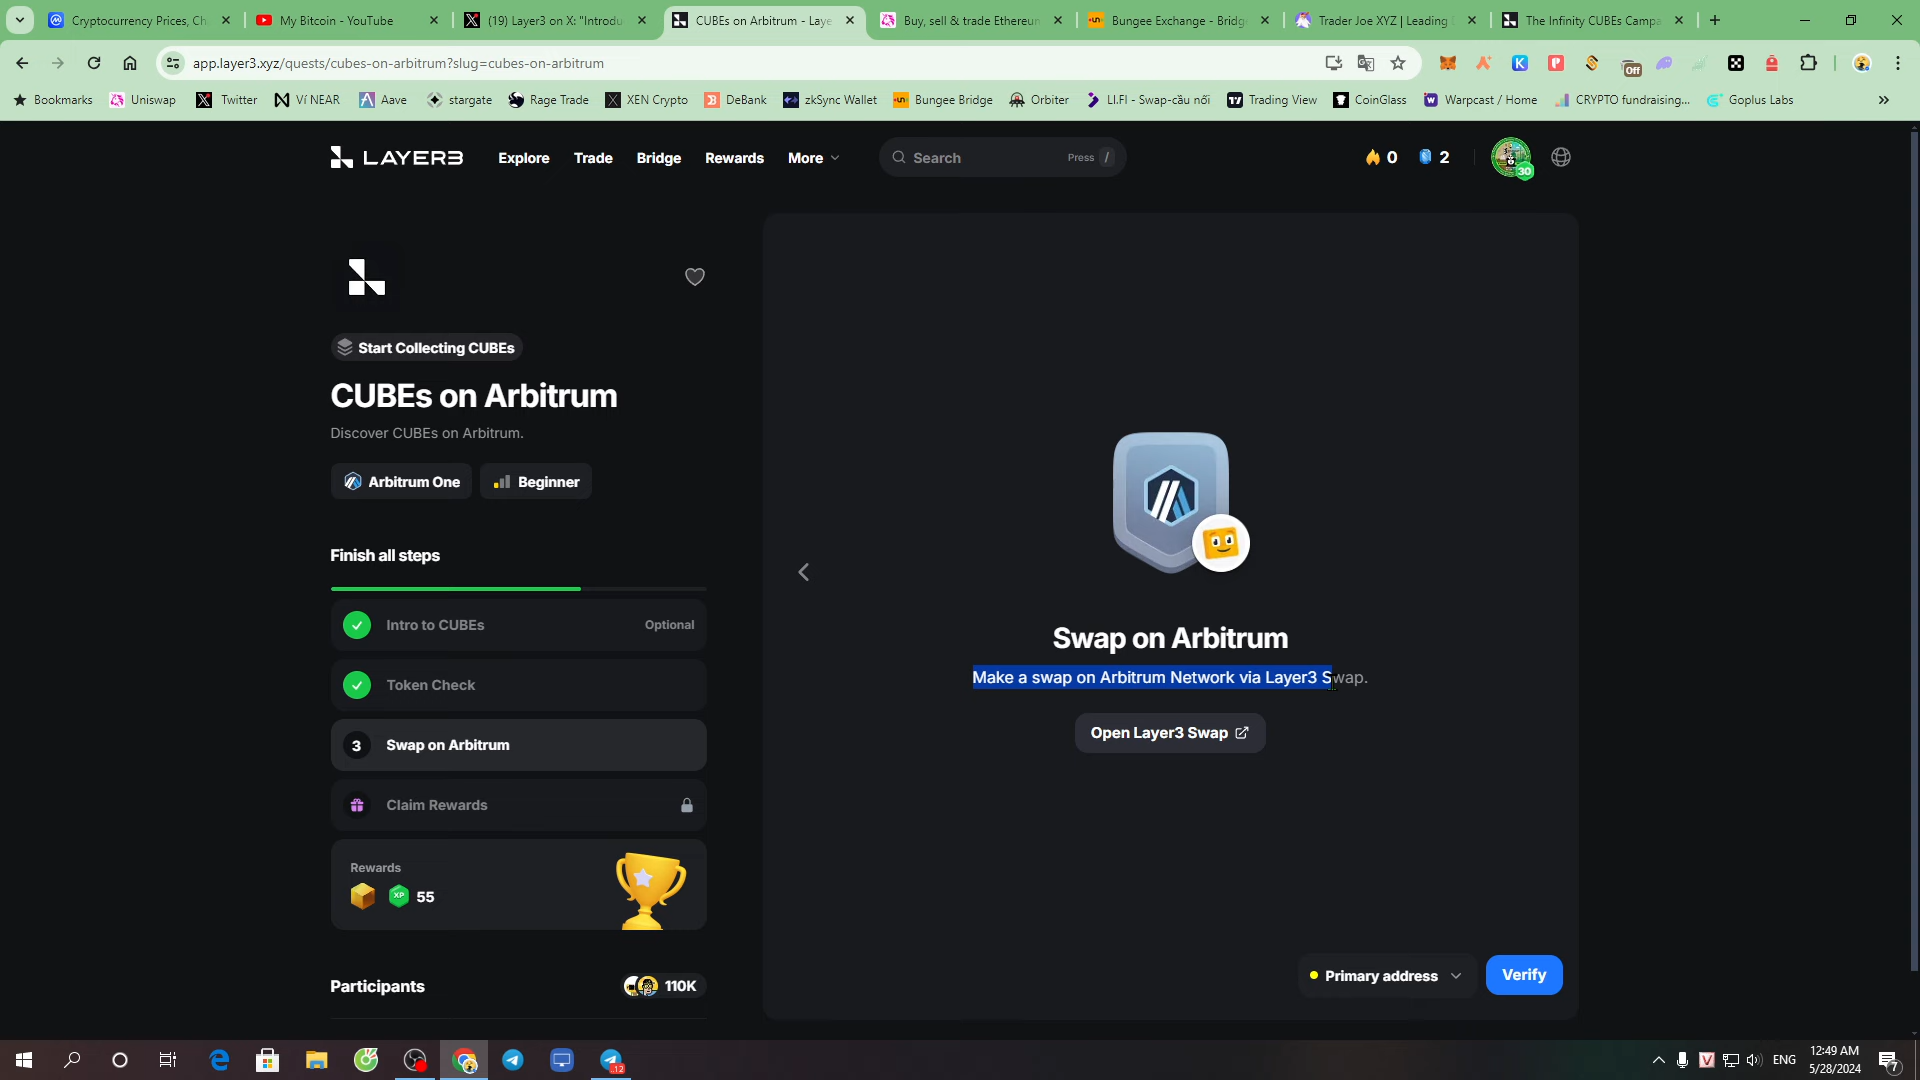 Cryptocurrency Prices, Ch
My Bitcoin - YouTube
(19) Layer3 on X: "Introdu
CUBEs on Arbitrum - Laye
Buy, sell & trade Ethereum
Bungee Exchange - Bridge
Trader Joe XYZ | Leading
The Infinity CUBEs Campa
app.layer3.xyz/quests/cubes-on-arbitrum?slug=cubes-on-arbitrum
Off
Bookmarks
Uniswap
Twitter
Ví NEAR
Aave
stargate
Rage Trade
XEN Crypto
DeBank
zkSync Wallet
Bungee Bridge
Orbiter
LI.FI - Swap-cầu nối
Trading View
CoinGlass
Warpcast / Home
CRYPTO fundraising...
Goplus Labs
LAYER3
Explore
Trade
Bridge
Rewards
More
Search
Press /
0
2
30
Start Collecting CUBEs
CUBEs on Arbitrum
Discover CUBEs on Arbitrum.
Arbitrum One
Beginner
Finish all steps
Intro to CUBEs
Optional
Token Check
3
Swap on Arbitrum
Claim Rewards
Rewards
XP
55
Participants
110K
Swap on Arbitrum
Make a swap on Arbitrum Network via Layer3 Swap.
Open Layer3 Swap
Primary address
Verify
12
ENG
12:49 AM
5/28/2024
7